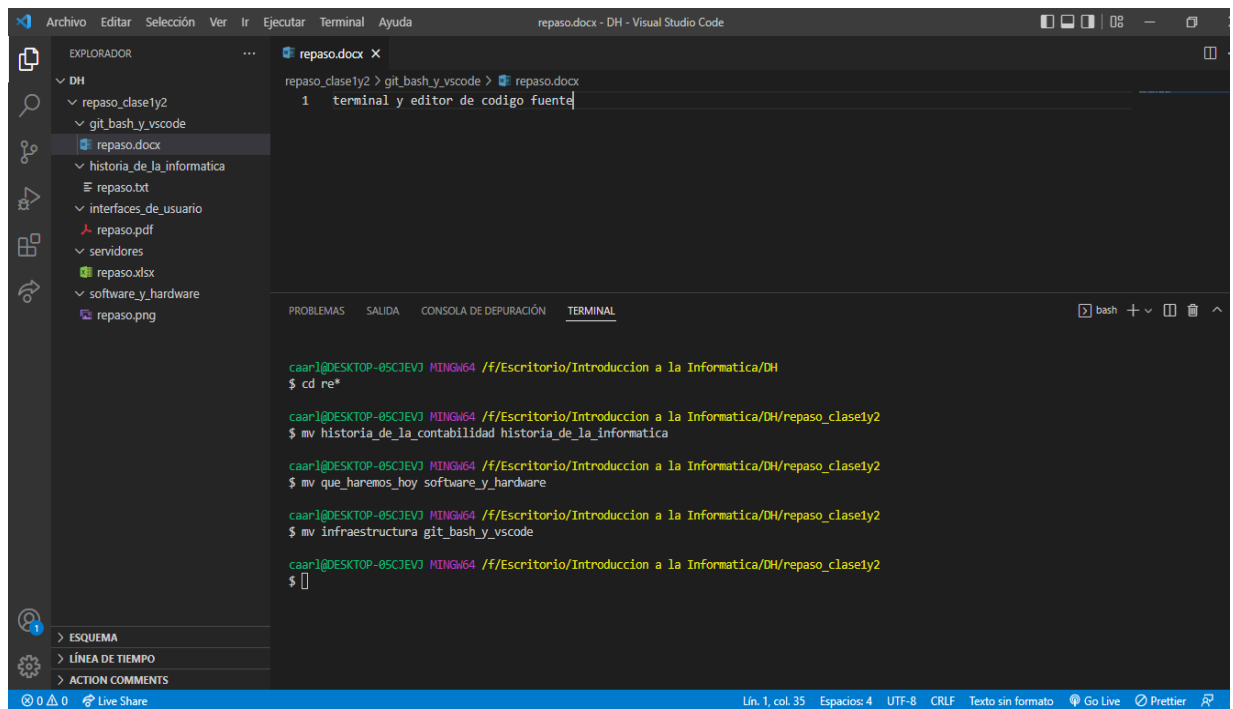 Archivo Editar Selección Ver Ir Ejecutar Terminal Ayuda repaso.docx - DH - Visual Studio Code
EXPLORADOR
DH
repaso_clase1y2
git_bash_y_vscode
repaso.docx
historia_de_la_informatica
repaso.txt
interfaces_de_usuario
repaso.pdf
servidores
repaso.xlsx
software_y_hardware
repaso.png
ESQUEMA
LÍNEA DE TIEMPO
ACTION COMMENTS
repaso.docx
repaso_clase1y2 > git_bash_y_vscode > repaso.docx
1 terminal y editor de codigo fuente
PROBLEMAS SALIDA CONSOLA DE DEPURACIÓN TERMINAL bash
caarl@DESKTOP-05CJEVJ MINGW64 /f/Escritorio/Introduccion a la Informatica/DH
$ cd re*
caarl@DESKTOP-05CJEVJ MINGW64 /f/Escritorio/Introduccion a la Informatica/DH/repaso_clase1y2
$ mv historia_de_la_contabilidad historia_de_la_informatica
caarl@DESKTOP-05CJEVJ MINGW64 /f/Escritorio/Introduccion a la Informatica/DH/repaso_clase1y2
$ mv que_haremos_hoy software_y_hardware
caarl@DESKTOP-05CJEVJ MINGW64 /f/Escritorio/Introduccion a la Informatica/DH/repaso_clase1y2
$ mv infraestructura git_bash_y_vscode
caarl@DESKTOP-05CJEVJ MINGW64 /f/Escritorio/Introduccion a la Informatica/DH/repaso_clase1y2
$
1
0 0 Live Share Lín. 1, col. 35 Espacios: 4 UTF-8 CRLF Texto sin formato Go Live Prettier